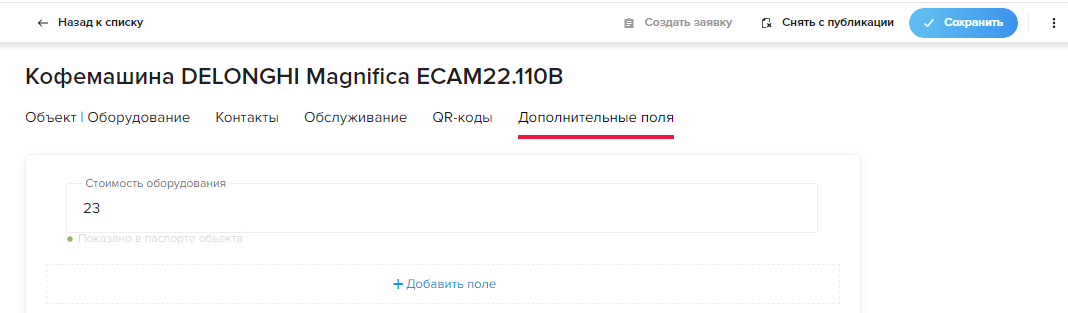 Назад к списку
Создать заявку
Снять с публикации
Сохранить
Кофемашина DELONGHI Magnifica ECAM22.110B
Объект | Оборудование Контакты Обслуживание QR-коды Дополнительные поля
Стоимость оборудования
23
Показано в паспорте обьекта
+ Добавить поле